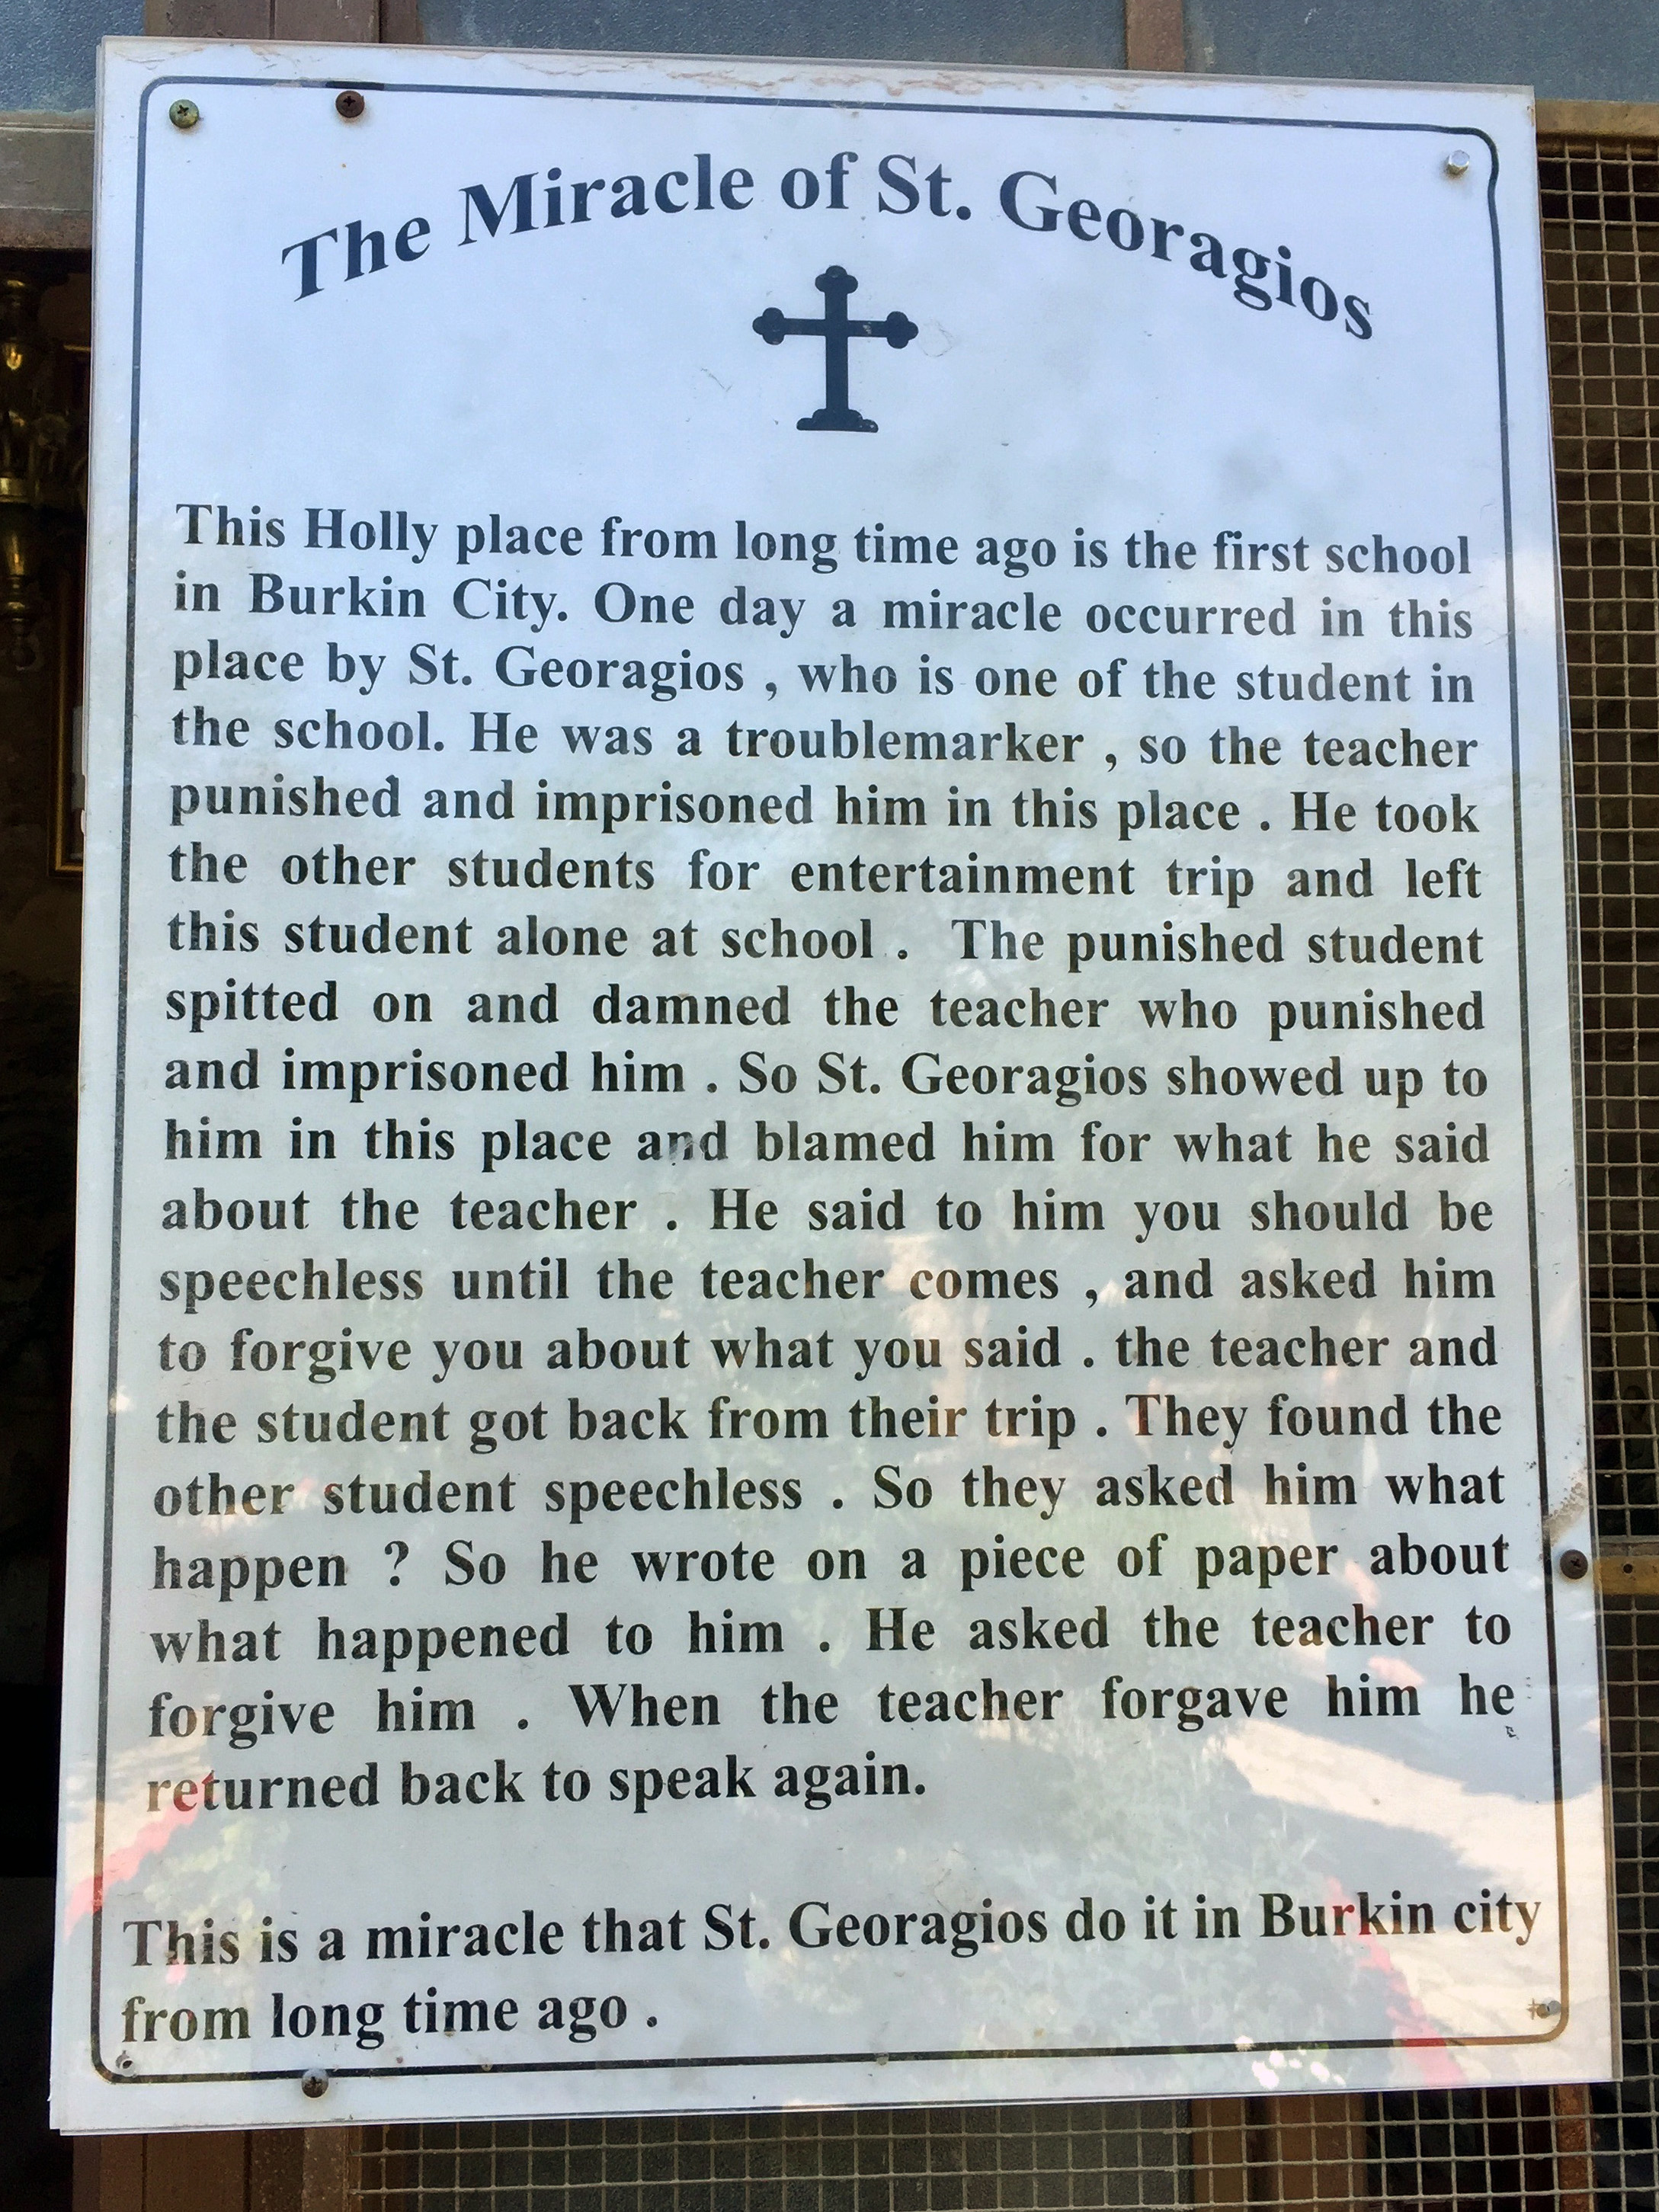 The Miracle of St. Georagios
This Holly place from long time ago is the first school
in Burkin City. One day a miracle occurred in this
place by St. Georagios , who is one of the student in
the school. He was a troublemarker , so the teacher
punished and imprisoned him in this place . He took
the other students for entertainment trip and left
this student alone at school . The punished student
spitted on and damned the teacher who punished
and imprisoned him . So St. Georagios showed up to
him in this place and blamed him for what he said
about the teacher . He said to him you should be
speechless until the teacher comes , and asked him
to forgive you about what you said . the teacher and
the student got back from their trip . They found the
other student speechless . So they asked him what
happen ? So he wrote on a piece of paper about
what happened to him . He asked the teacher to
forgive him . When the teacher forgave him he
returned back to speak again.
This is a miracle that St. Georagios do it in Burkin city
from long time ago .